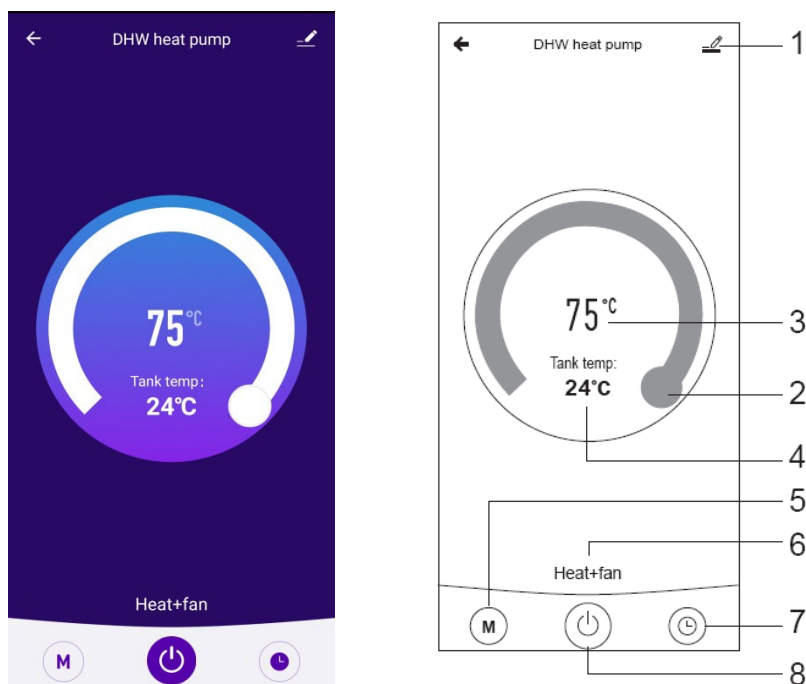 DHW heat pump
75°C
Tank temp:
24°C
Heat+fan
M
DHW heat pump
1
75°C
3
Tank temp:
24°C
2
4
5
6
Heat+fan
M
7
8